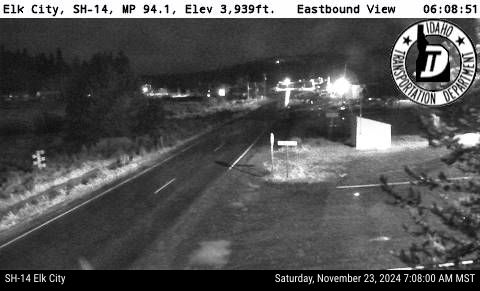 Elk City, SH-14, MP 94.1, Elev 3,939ft. Eastbound View 06:08:51
IDAHO
TRANSPORTATION DEPARTMENT
SH-14 Elk City Saturday, November 23, 2024 7:08:00 AM MST